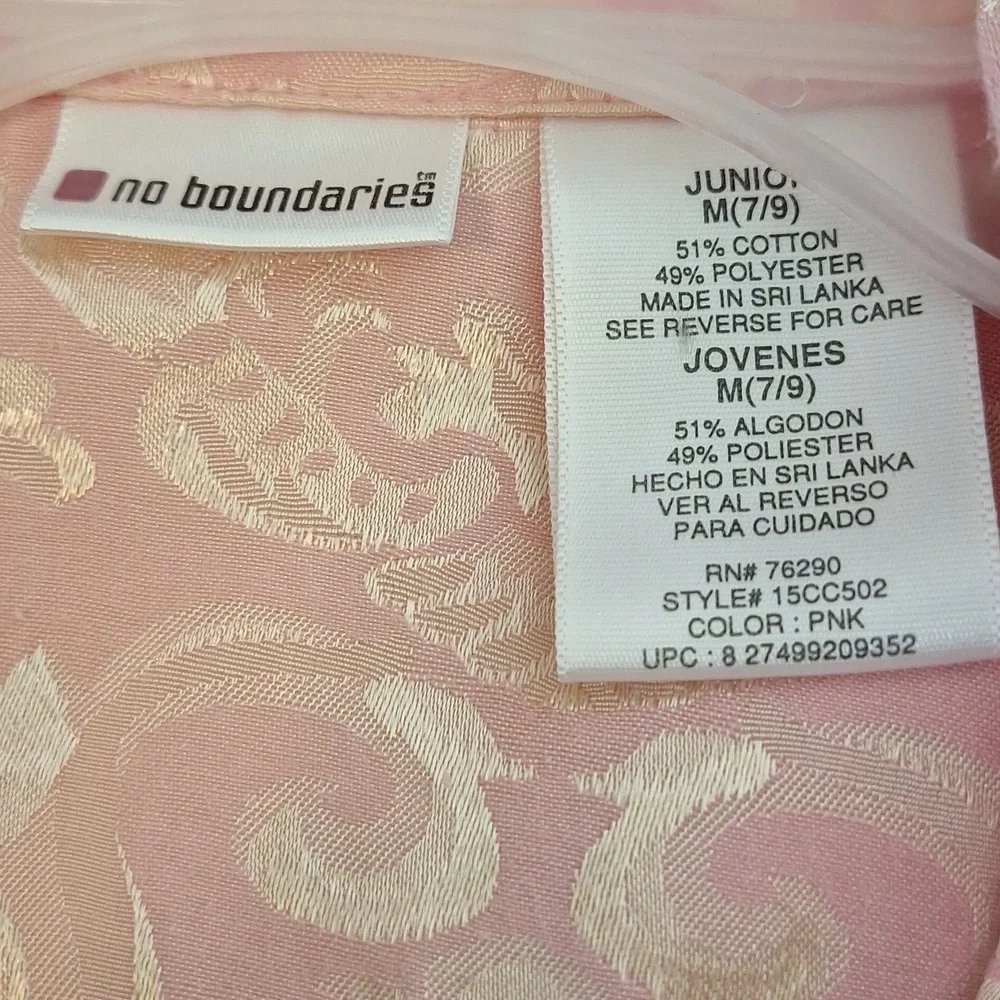 no boundaries tm
JUNIO
M(7/9)
51% COTTON
49% POLYESTER
MADE IN SRI LANKA
SEE REVERSE FOR CARE
JOVENES
M(7/9)
51% ALGODON
49% POLIESTER
HECHO EN SRI LANKA
VER AL REVERSO
PARA CUIDADO
RN# 76290
STYLE# 15CC502
COLOR : PNK
UPC : 8 27499209352